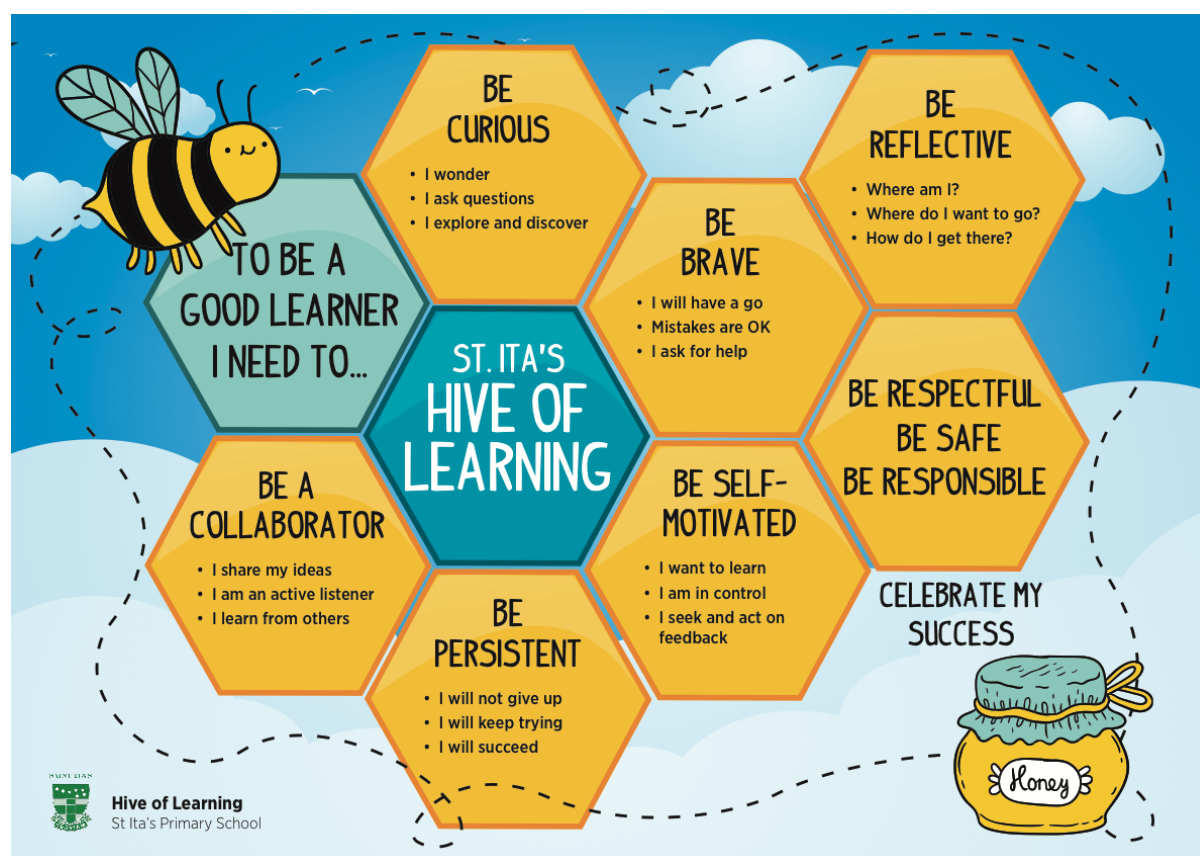 TO BE A
GOOD LEARNER
I NEED TO...
ST. ITA'S
HIVE OF
LEARNING
BE
CURIOUS
• I wonder
• I ask questions
• I explore and discover
BE
BRAVE
• I will have a go
• Mistakes are OK
• I ask for help
BE
REFLECTIVE
• Where am I?
• Where do I want to go?
• How do I get there?
BE RESPECTFUL
BE SAFE
BE RESPONSIBLE
BE A
COLLABORATOR
• I share my ideas
• I am an active listener
• I learn from others
BE
PERSISTENT
• I will not give up
• I will keep trying
• I will succeed
BE SELF-
MOTIVATED
• I want to learn
• I am in control
• I seek and act on
feedback
CELEBRATE MY
SUCCESS
Honey
SAINT ITAS
Hive of Learning
St Ita's Primary School